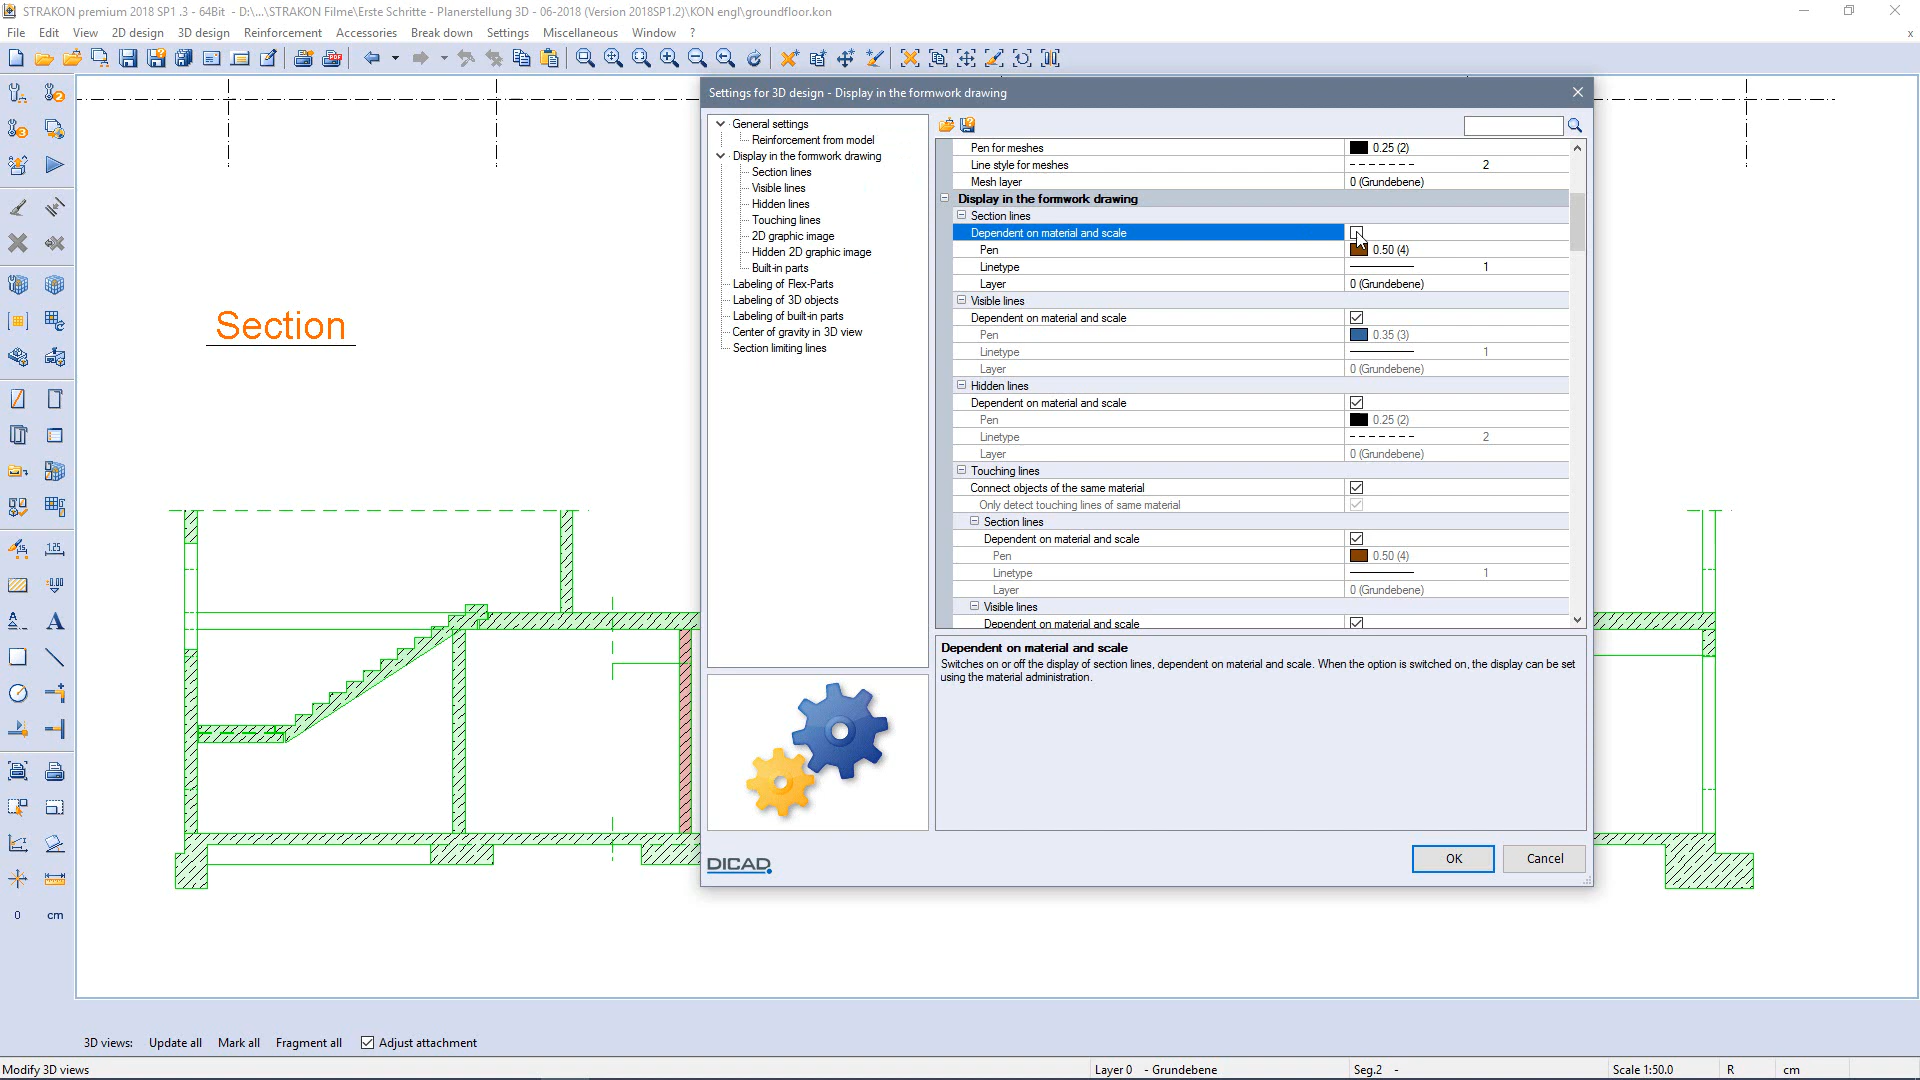 STRAKON premium 2018 SP1 .3 - 64Bit - D:\...\STRAKON Filme\Erste Schritte - Planerstellung 3D - 06-2018 (Version 2018SP1.2)\KON engl\groundfloor.kon
File Edit View 2D design 3D design Reinforcement Accessories Break down Settings Miscellaneous Window ?
Settings for 3D design - Display in the formwork drawing
General settings
Reinforcement from model
Display in the formwork drawing
Section lines
Visible lines
Hidden lines
Touching lines
2D graphic image
Hidden 2D graphic image
Built-in parts
Labeling of Flex-Parts
Labeling of 3D objects
Labeling of built-in parts
Center of gravity in 3D view
Section limiting lines
Pen for meshes 0.25 (2)
Line style for meshes 2
Mesh layer 0 (Grundebene)
Display in the formwork drawing
Section lines
Dependent on material and scale
Pen 0.50 (4)
Linetype 1
Layer 0 (Grundebene)
Visible lines
Dependent on material and scale
Pen 0.35 (3)
Linetype 1
Layer 0 (Grundebene)
Hidden lines
Dependent on material and scale
Pen 0.25 (2)
Linetype 2
Layer 0 (Grundebene)
Touching lines
Connect objects of the same material
Only detect touching lines of same material
Section lines
Dependent on material and scale
Pen 0.50 (4)
Linetype 1
Layer 0 (Grundebene)
Visible lines
Dependent on material and scale
Dependent on material and scale
Switches on or off the display of section lines, dependent on material and scale. When the option is switched on, the display can be set
using the material administration.
DICAD
OK Cancel
Section
0 cm
3D views: Update all Mark all Fragment all Adjust attachment
Modify 3D views Layer 0 - Grundebene Seg.2 - Scale 1:50.0 R cm